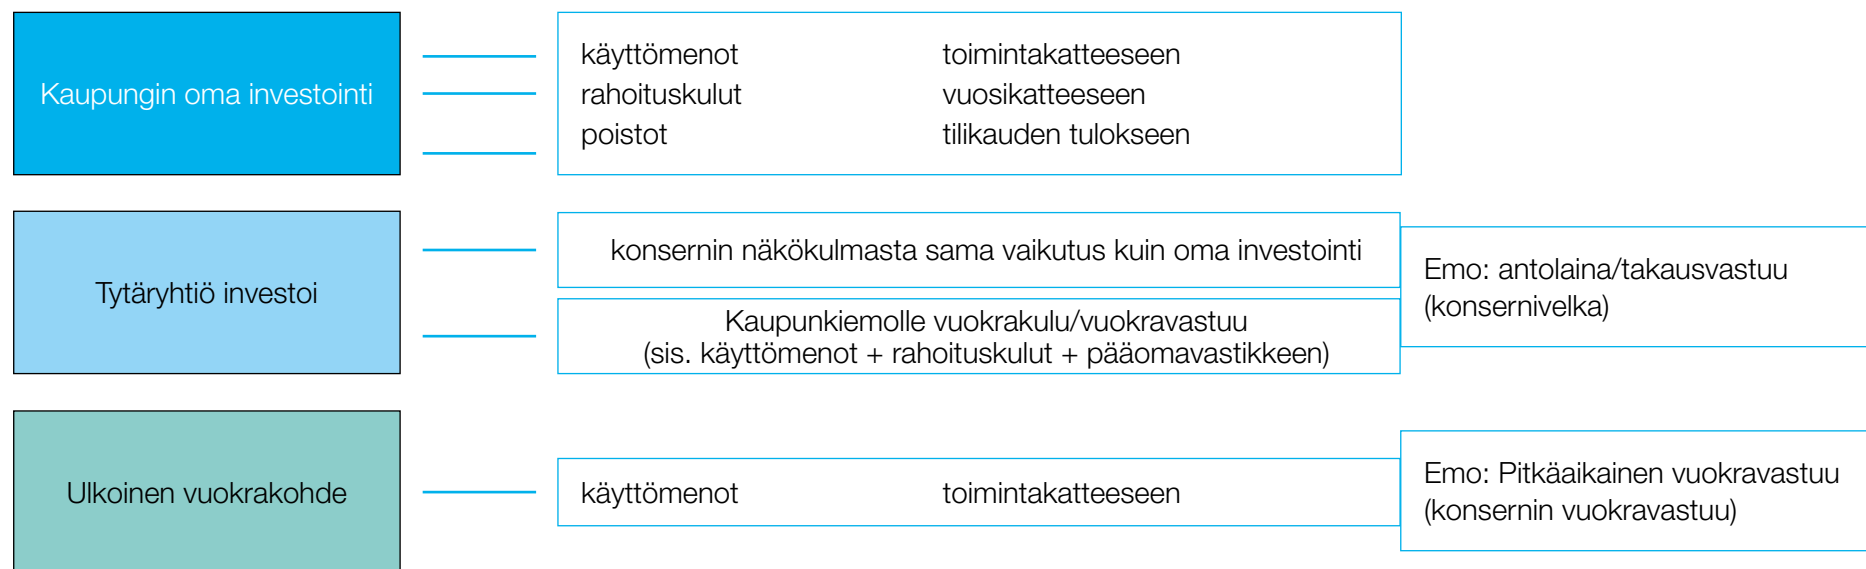 Kaupungin oma investointi
käyttömenot toimintakatteeseen
rahoituskulut vuosikatteeseen
poistot tilikauden tulokseen
Tytäryhtiö investoi
konsernin näkökulmasta sama vaikutus kuin oma investointi
Kaupunkiemolle vuokrakulu/vuokravastuu
(sis. käyttömenot + rahoituskulut + pääomavastikkeen)
Emo: antolaina/takausvastuu
(konsernivelka)
Ulkoinen vuokrakohde
käyttömenot toimintakatteeseen
Emo: Pitkäaikainen vuokravastuu
(konsernin vuokravastuu)